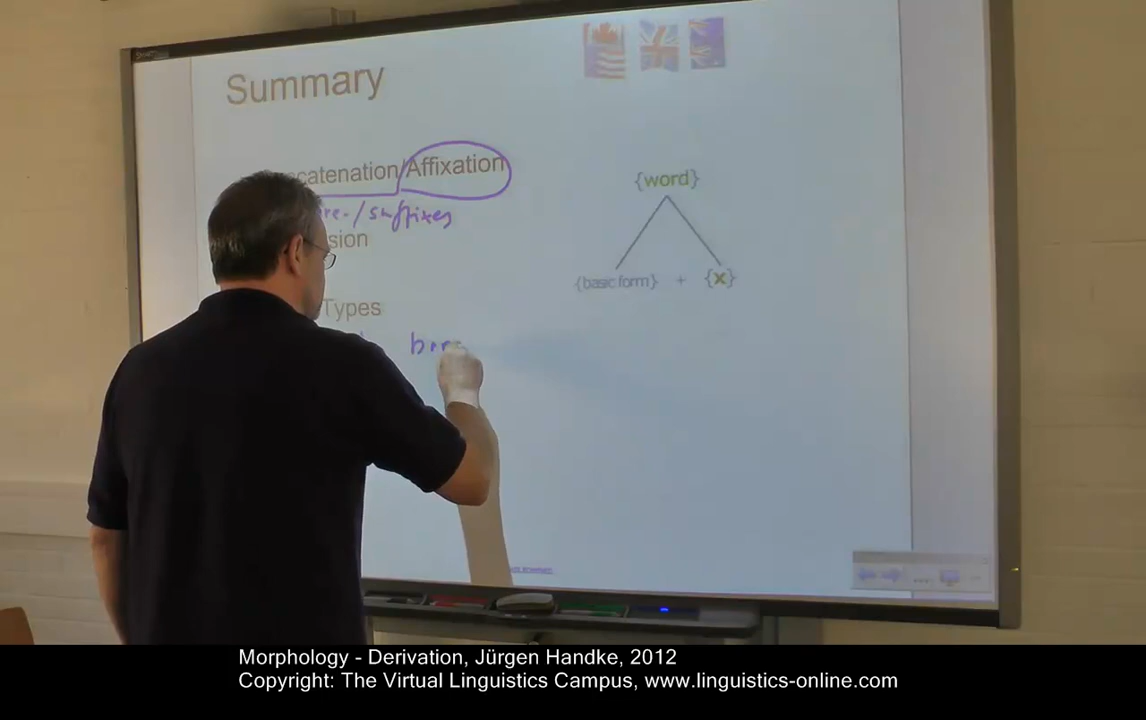 Summary
catenation/Affixation
re-/suffixes
sion
Types
{word}
{basic form} + {x}
Morphology - Derivation, Jürgen Handke, 2012
Copyright: The Virtual Linguistics Campus, www.linguistics-online.com